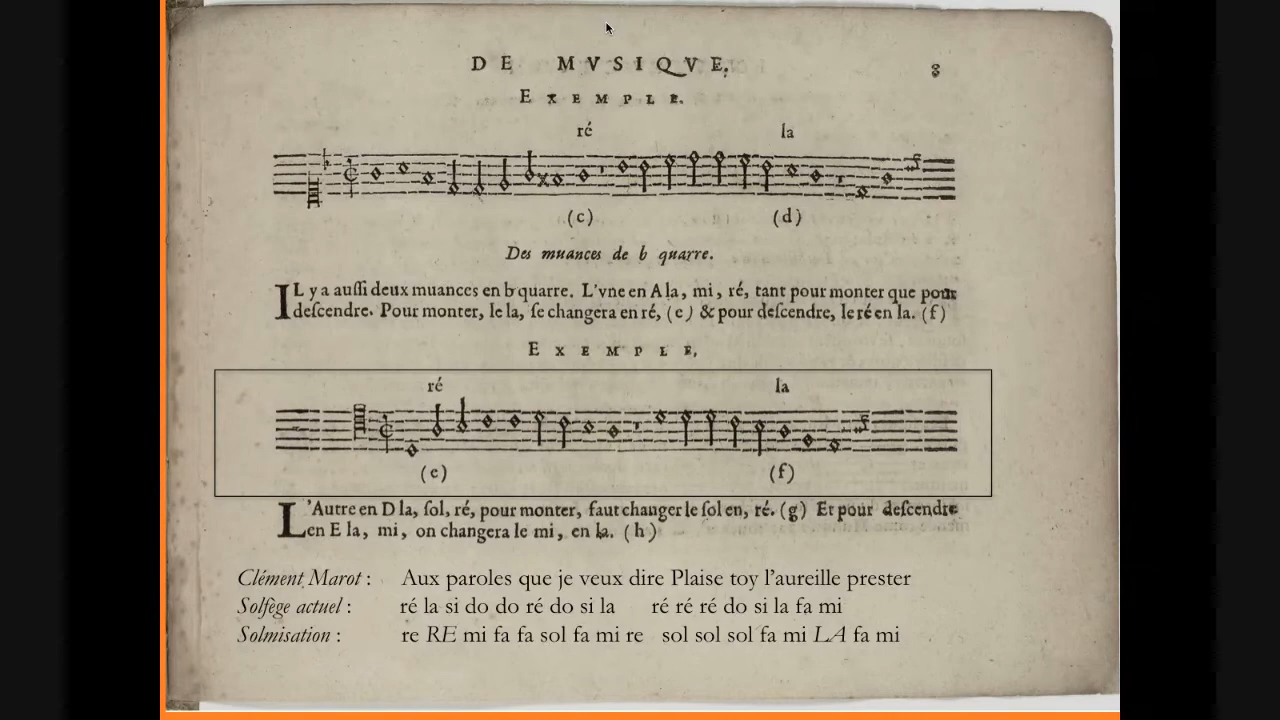 DE MVSIQVE. 8
EXEMPLE.
ré la
(c) (d)
Des muances de b quarre.
IL y a auſſi deux muances en b quarre. L'vne en A la, mi, ré, tant pour monter que pour
deſcendre. Pour monter, le la, ſe changera en ré, (e) & pour deſcendre, le ré en la. (f)
EXEMPLE,
ré la
(e) (f)
L'Autre en D la, ſol, ré, pour monter, faut changer le ſol en, ré. (g) Et pour deſcendre
en E la, mi, on changera le mi, en la. (h)
Clément Marot : Aux paroles que je veux dire Plaise toy l'aureille prester
Solfège actuel : ré la si do do ré do si la ré ré ré do si la fa mi
Solmisation : re RE mi fa fa sol fa mi re sol sol sol fa mi LA fa mi